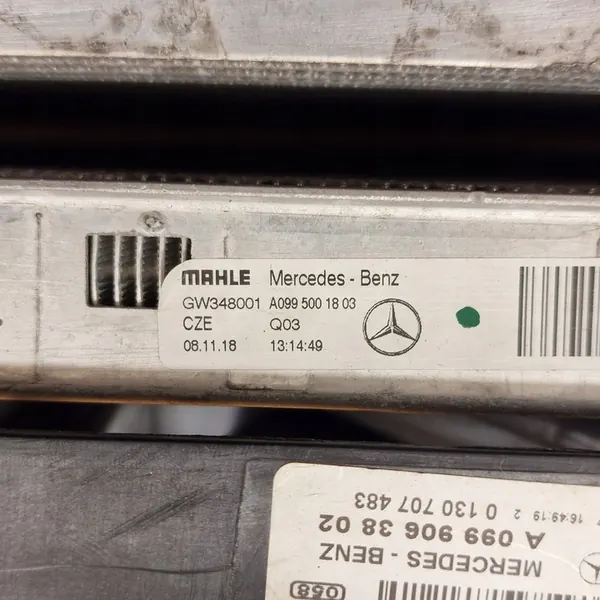 MAHLE Mercedes - Benz
GW348001 A099 500 18 03
CZE Q03
08.11.18 13:14:49
MERCEDES - BENZ
A 099 906 38 02
16:49:19 2 0 130 707 483
058